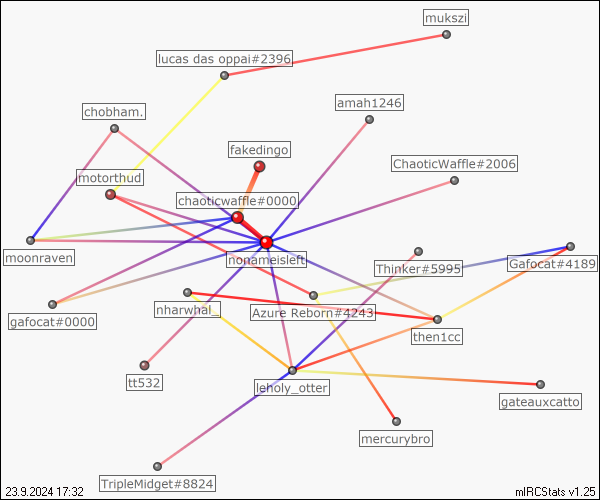 mukszi
lucas das oppai#2396
amah1246
chobham.
fakedingo
ChaoticWaffle#2006
motorthud
chaoticwaffle#0000
moonraven
nonameisleft
Thinker#5995
Gafocat#4189
gafocat#0000
nharwhal_
Azure Reborn#4243
then1cc
tt532
leholy_otter
gateauxcatto
mercurybro
TripleMidget#8824
23.9.2024 17:32
mIRCStats v1.25